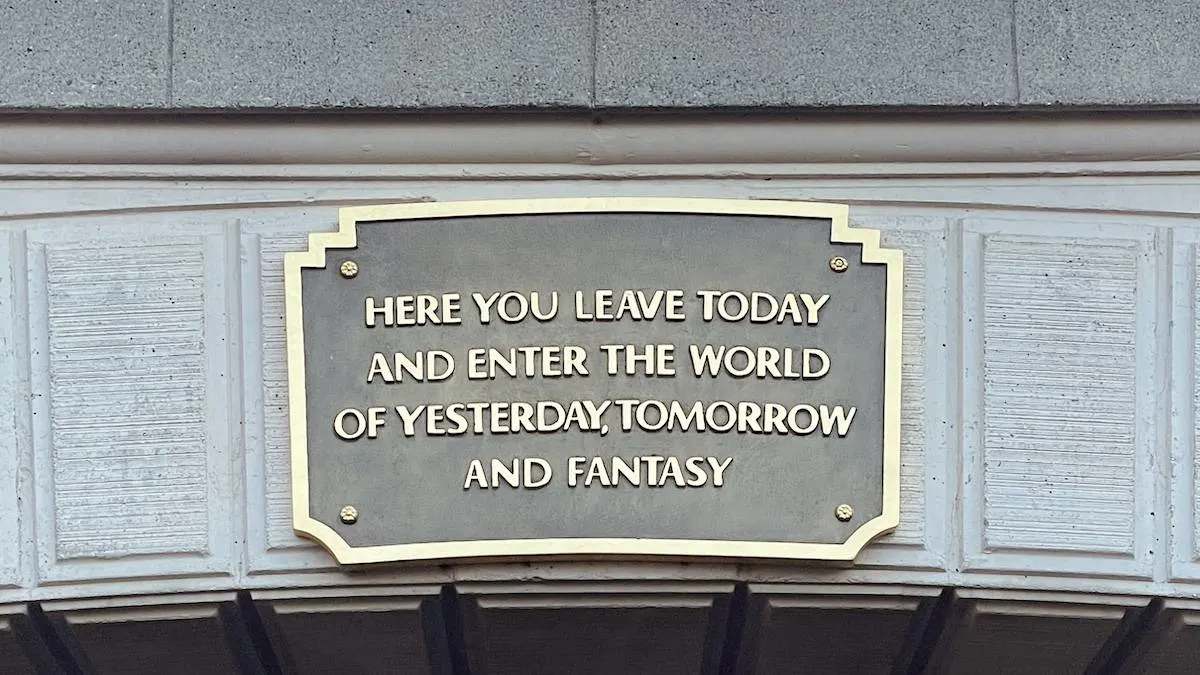 HERE YOU LEAVE TODAY
AND ENTER THE WORLD
OF YESTERDAY, TOMORROW
AND FANTASY